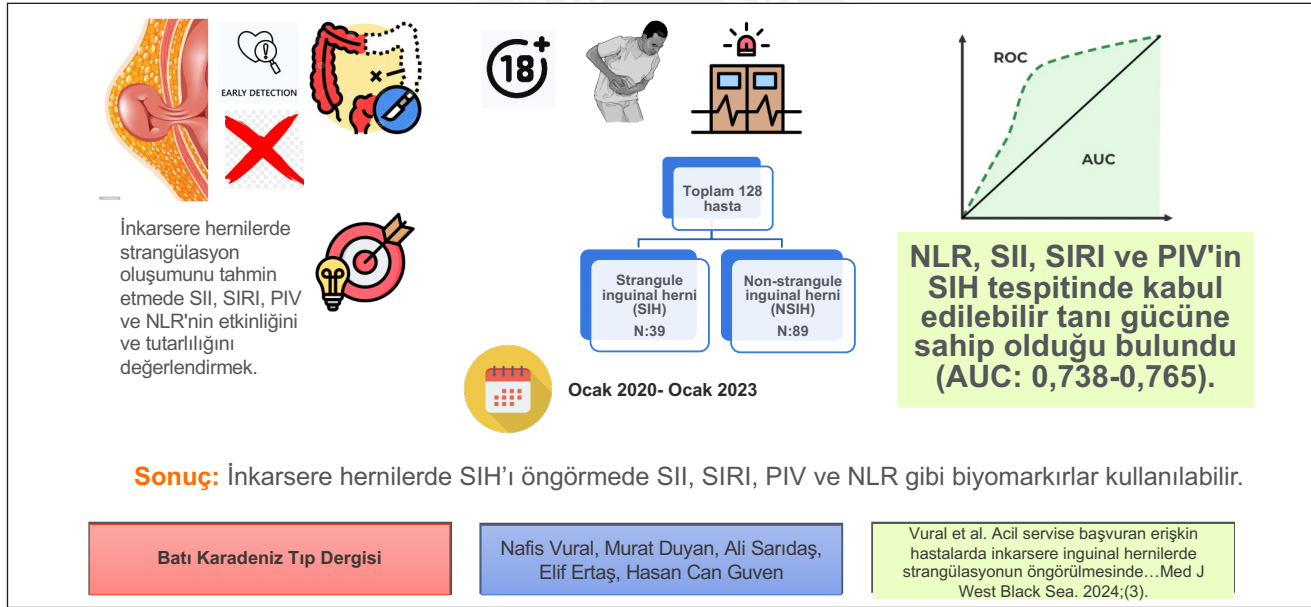 EARLY DETECTION
İnkarsere hernilerde
strangülasyon
oluşumunu tahmin
etmede SII, SIRI, PIV
ve NLR'nin etkinliğini
ve tutarlılığını
değerlendirmek.
18+
Toplam 128
hasta
Strangule
inguinal herni
(SIH)
N:39
Non-strangule
inguinal herni
(NSIH)
N:89
Ocak 2020- Ocak 2023
ROC
AUC
NLR, SII, SIRI ve PIV'in
SIH tespitinde kabul
edilebilir tanı gücüne
sahip olduğu bulundu
(AUC: 0,738-0,765).
Sonuç: İnkarsere hernilerde SIH’ı öngörmede SII, SIRI, PIV ve NLR gibi biyomarkırlar kullanılabilir.
Batı Karadeniz Tıp Dergisi
Nafis Vural, Murat Duyan, Ali Sarıdaş,
Elif Ertaş, Hasan Can Guven
Vural et al. Acil servise başvuran erişkin
hastalarda inkarsere inguinal hernilerde
strangülasyonun öngörülmesinde…Med J
West Black Sea. 2024;(3).